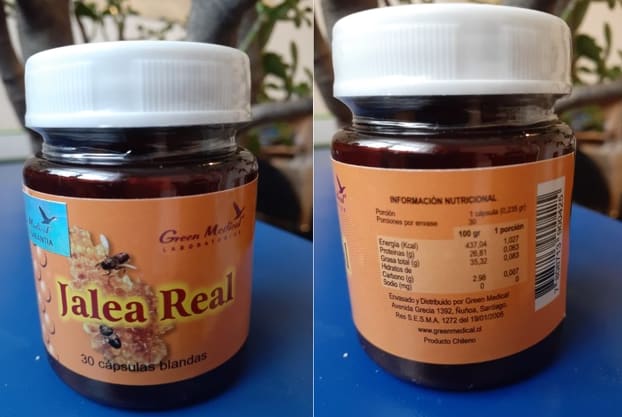 GARANTIA
Green Medical
LABORATORIES
Jalea Real
30 cápsulas blandas
INFORMACIÓN NUTRICIONAL
Porción 1 cápsula (0,235 gr)
Porciones por envase 30
100 gr 1 porción
Energía (Kcal) 437,04 1,027
Proteínas (g) 26,81 0,063
Grasa total (g) 35,32 0,083
Hidratos de
Carbono (g) 2,98 0,007
Sodio (mg) 0 0
Envasado y Distribuido por Green Medical
Avenida Grecia 1392, Ñuñoa, Santiago.
Res S.E.S.M.A. 1272 del 19/01/2005
www.greenmedical.cl
Producto Chileno